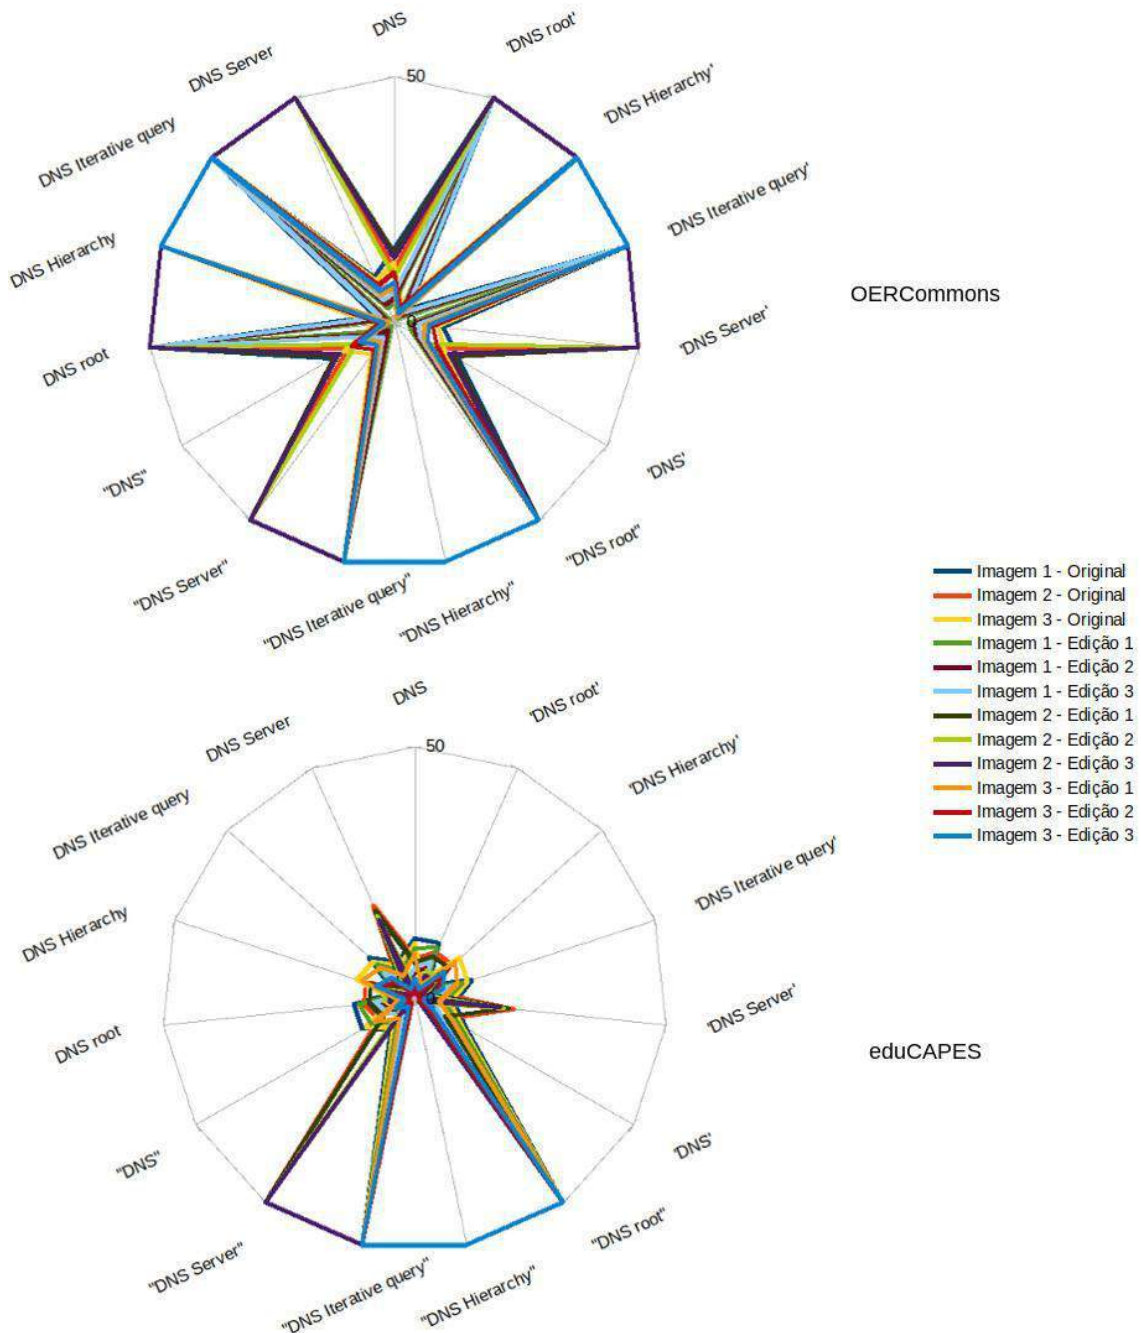 DNS
'DNS root'
DNS Server
50
'DNS Hierarchy'
DNS Iterative query
'DNS Iterative query'
DNS Hierarchy
OERCommons
0
'DNS Server'
DNS root
'DNS'
"DNS"
"DNS root"
"DNS Server"
"DNS Iterative query"
"DNS Hierarchy"
Imagem 1 - Original
Imagem 2 - Original
Imagem 3 - Original
Imagem 1 - Edição 1
Imagem 1 - Edição 2
Imagem 1 - Edição 3
Imagem 2 - Edição 1
Imagem 2 - Edição 2
Imagem 2 - Edição 3
Imagem 3 - Edição 1
Imagem 3 - Edição 2
Imagem 3 - Edição 3
DNS
'DNS root'
DNS Server
50
'DNS Hierarchy'
DNS Iterative query
'DNS Iterative query'
DNS Hierarchy
0
'DNS Server'
DNS root
eduCAPES
'DNS'
"DNS"
"DNS root"
"DNS Server"
"DNS Iterative query"
"DNS Hierarchy"